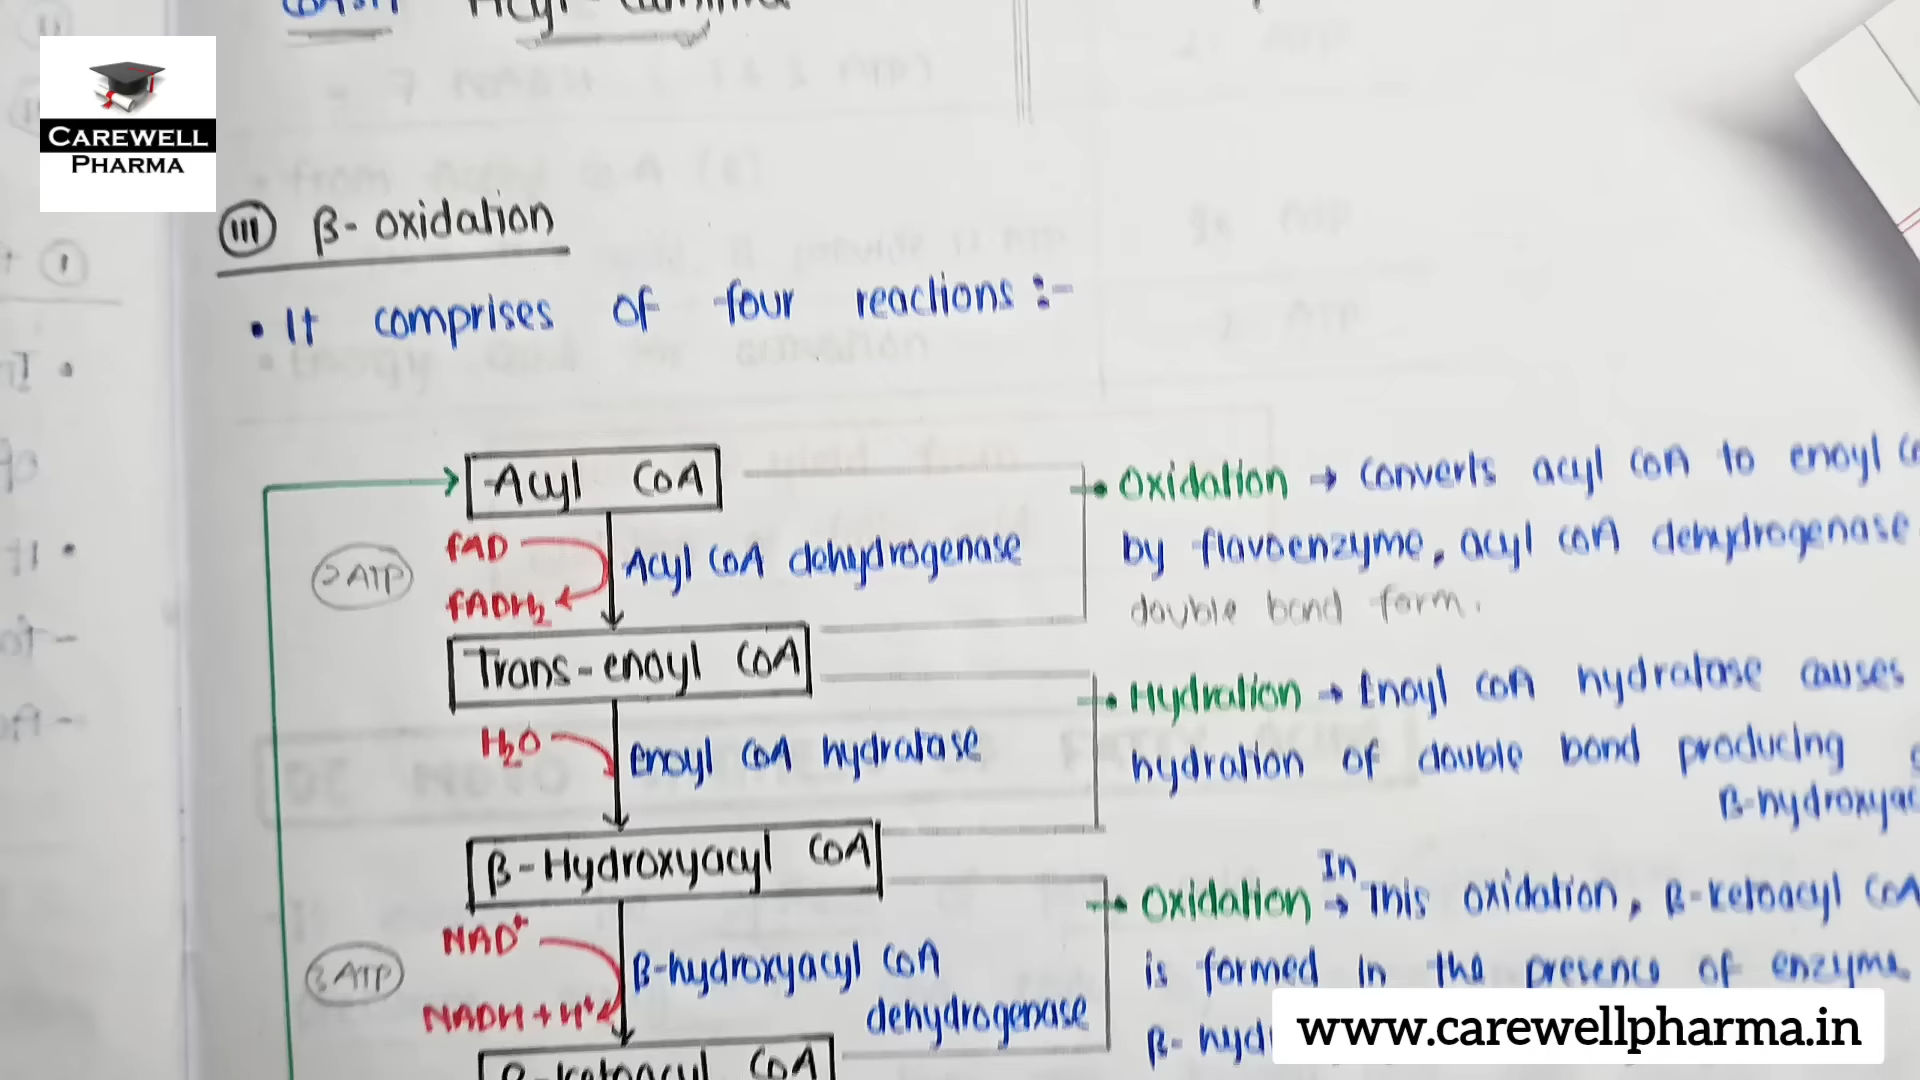 CAREWELL
PHARMA
III β- oxidation
• It comprises of four reactions :-
Acyl CoA
FAD
FADH2
2 ATP
Acyl CoA dehydrogenase
Oxidation → converts acyl CoA to enoyl
by flavoenzyme, acyl CoA dehydrogenase
double bond form.
Trans-enoyl CoA
H2O
Enoyl CoA hydratase
Hydration → Enoyl CoA hydratase causes
hydration of double bond producing
β-hydroxyac
β-Hydroxyacyl CoA
NAD+
NADH + H+
3 ATP
β-hydroxyacyl CoA
dehydrogenase
Oxidation → In This oxidation, β-ketoacyl CoA
is formed in the presence of enzyme
β- hyd
β-ketoacyl CoA
www.carewellpharma.in